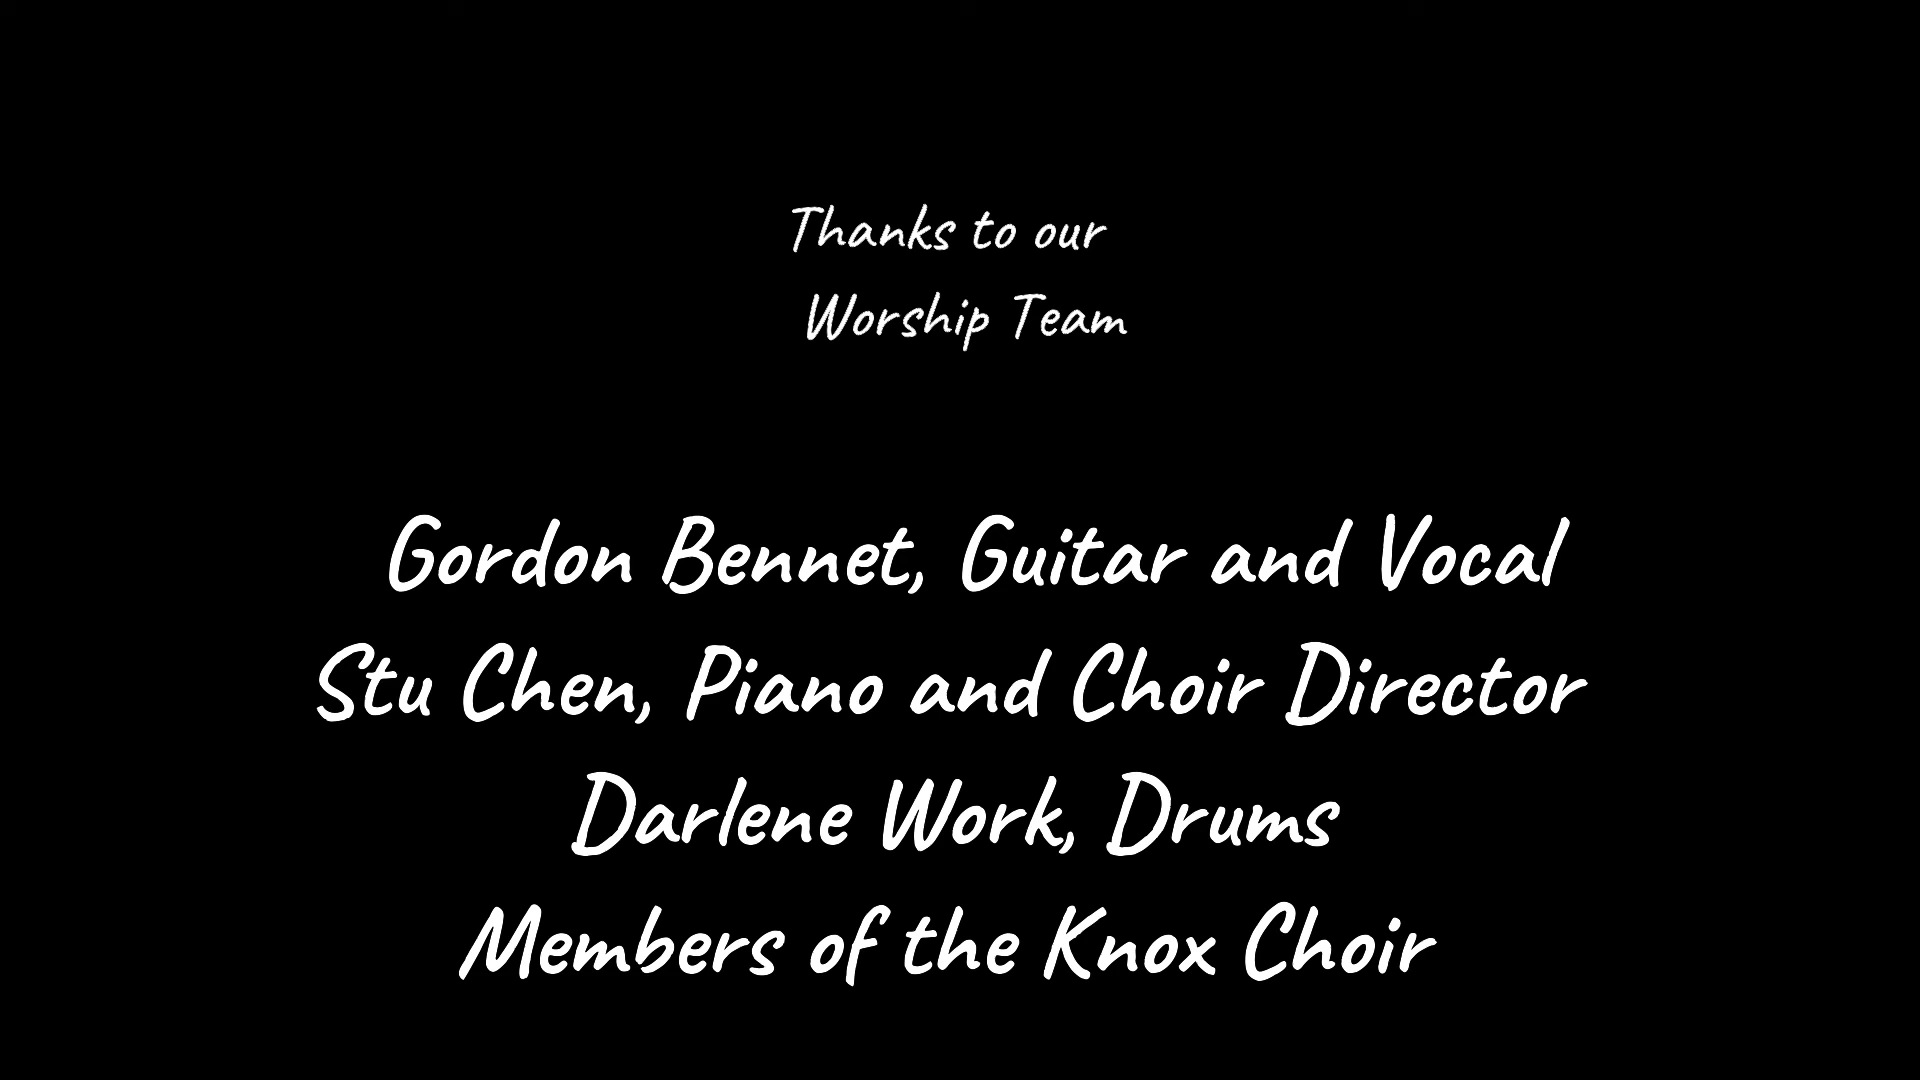 Thanks to our
Worship Team
Gordon Bennet, Guitar and Vocal
Stu Chen, Piano and Choir Director
Darlene Work, Drums
Members of the Knox Choir